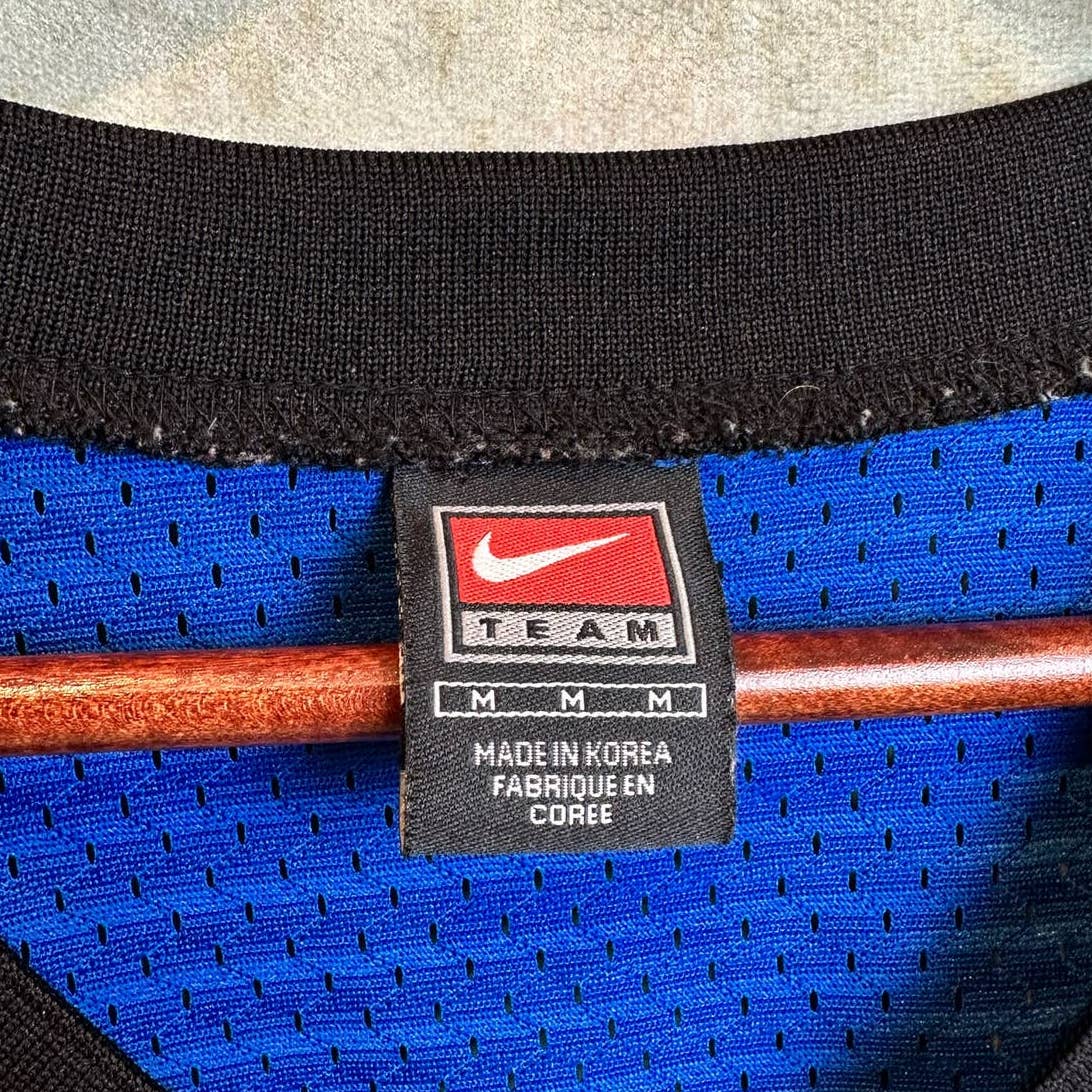 TEAM
M M M
MADE IN KOREA
FABRIQUE EN
COREE